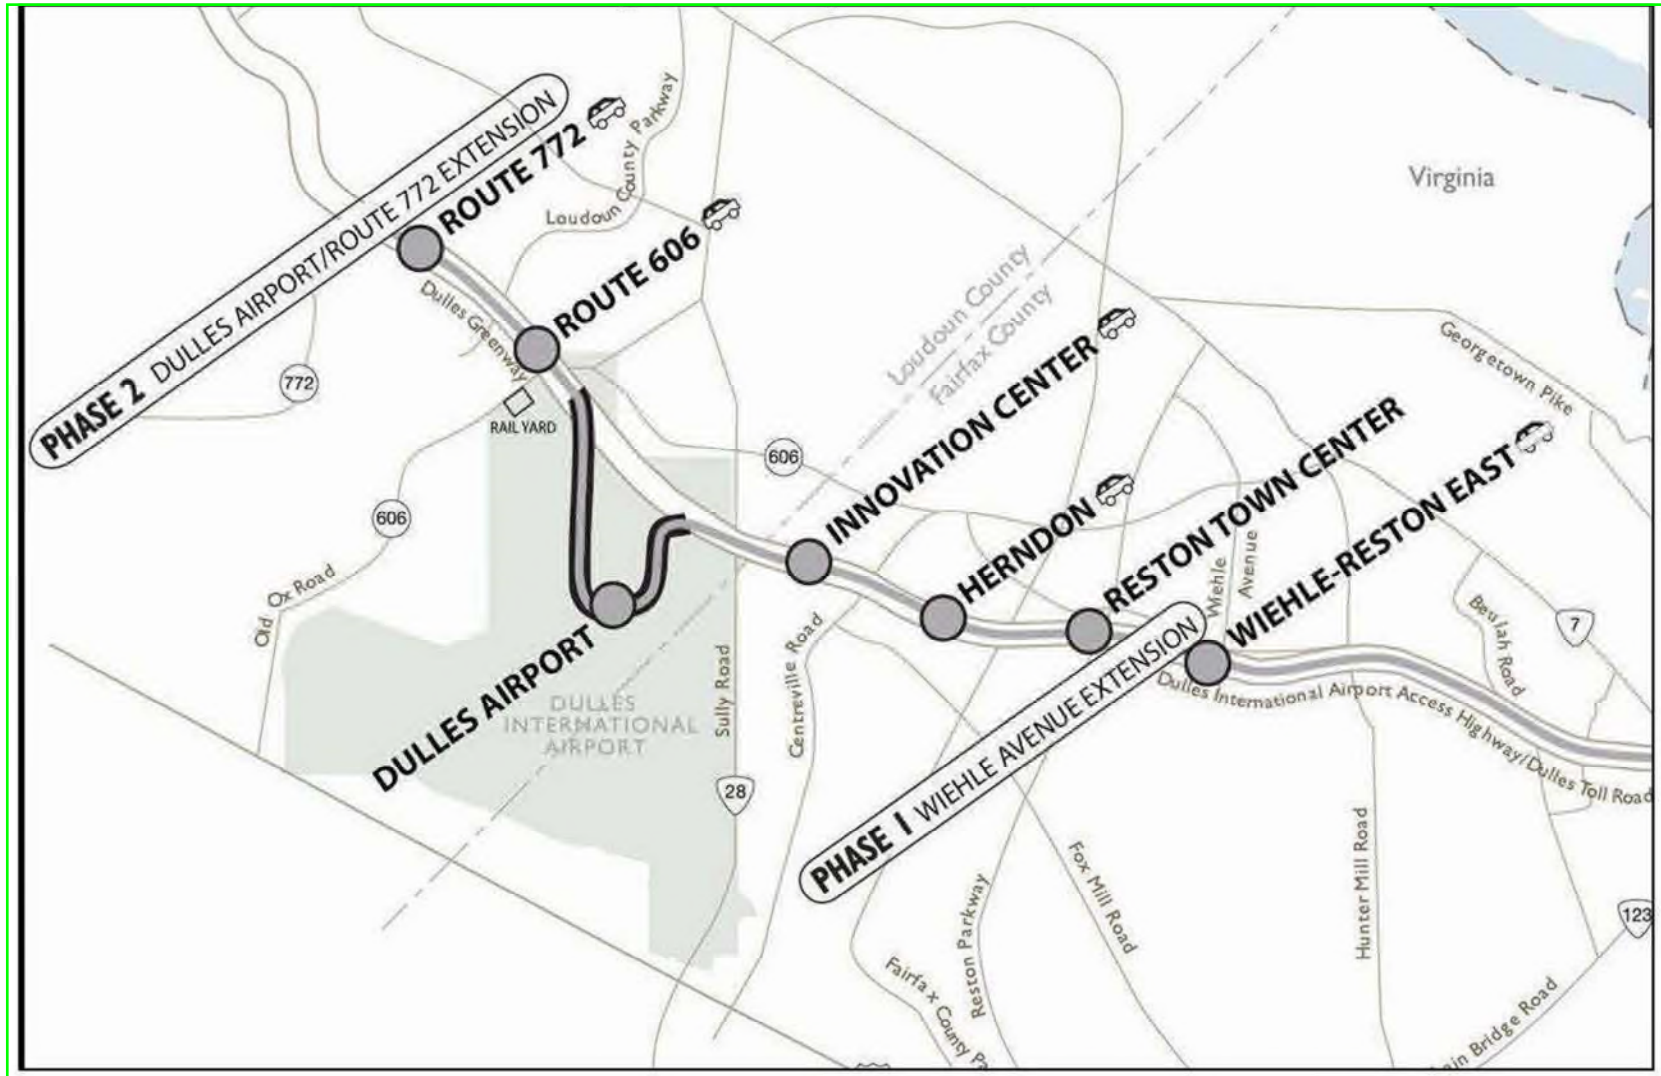 PHASE 2 DULLES AIRPORT/ROUTE 772 EXTENSION
ROUTE 772
Loudoun County Parkway
ROUTE 606
Virginia
Loudoun County
Fairfax County
Dulles Greenway
772
RAIL YARD
606
606
INNOVATION CENTER
Georgetown Pike
HERNDON
RESTON TOWN CENTER
WIEHLE-RESTON EAST
Wiehle
Avenue
Old Ox Road
Beulah Road
7
DULLES AIRPORT
DULLES
INTERNATIONAL
AIRPORT
Sully Road
Centreville Road
28
PHASE 1 WIEHLE AVENUE EXTENSION
Dulles International Airport Access Highway/Dulles Toll Road
Fox Mill Road
Hunter Mill Road
123
Reston Parkway
Fairfax County Pa
ain Bridge Road